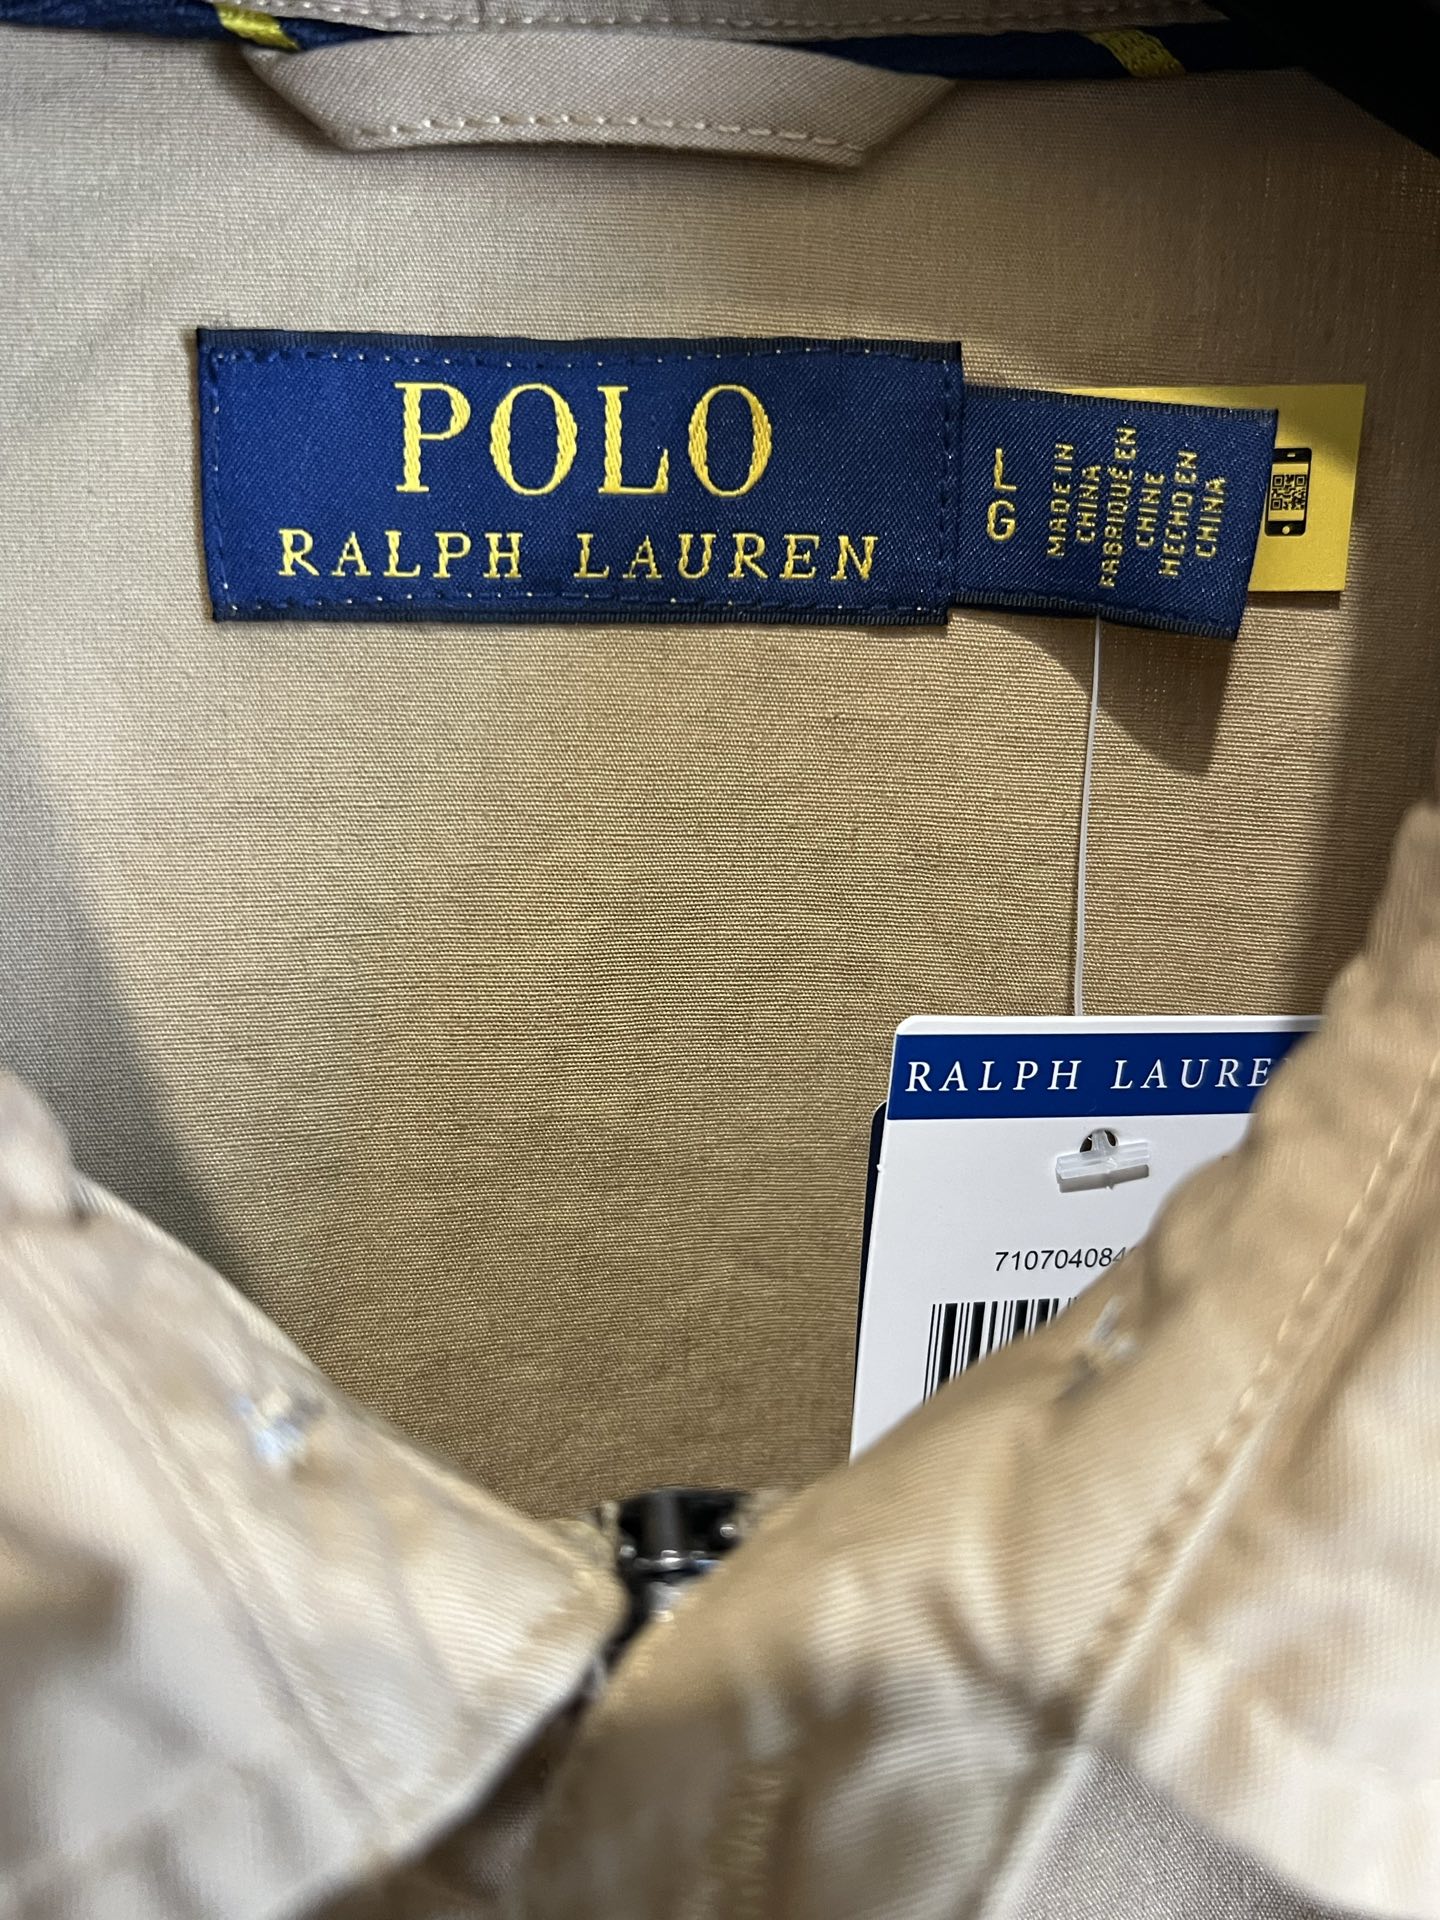 POLO
RALPH LAUREN
L
G
MADE IN
CHINA
FABRIQUÉ EN
CHINE
HECHO EN
CHINA
RALPH LAURE
71070408